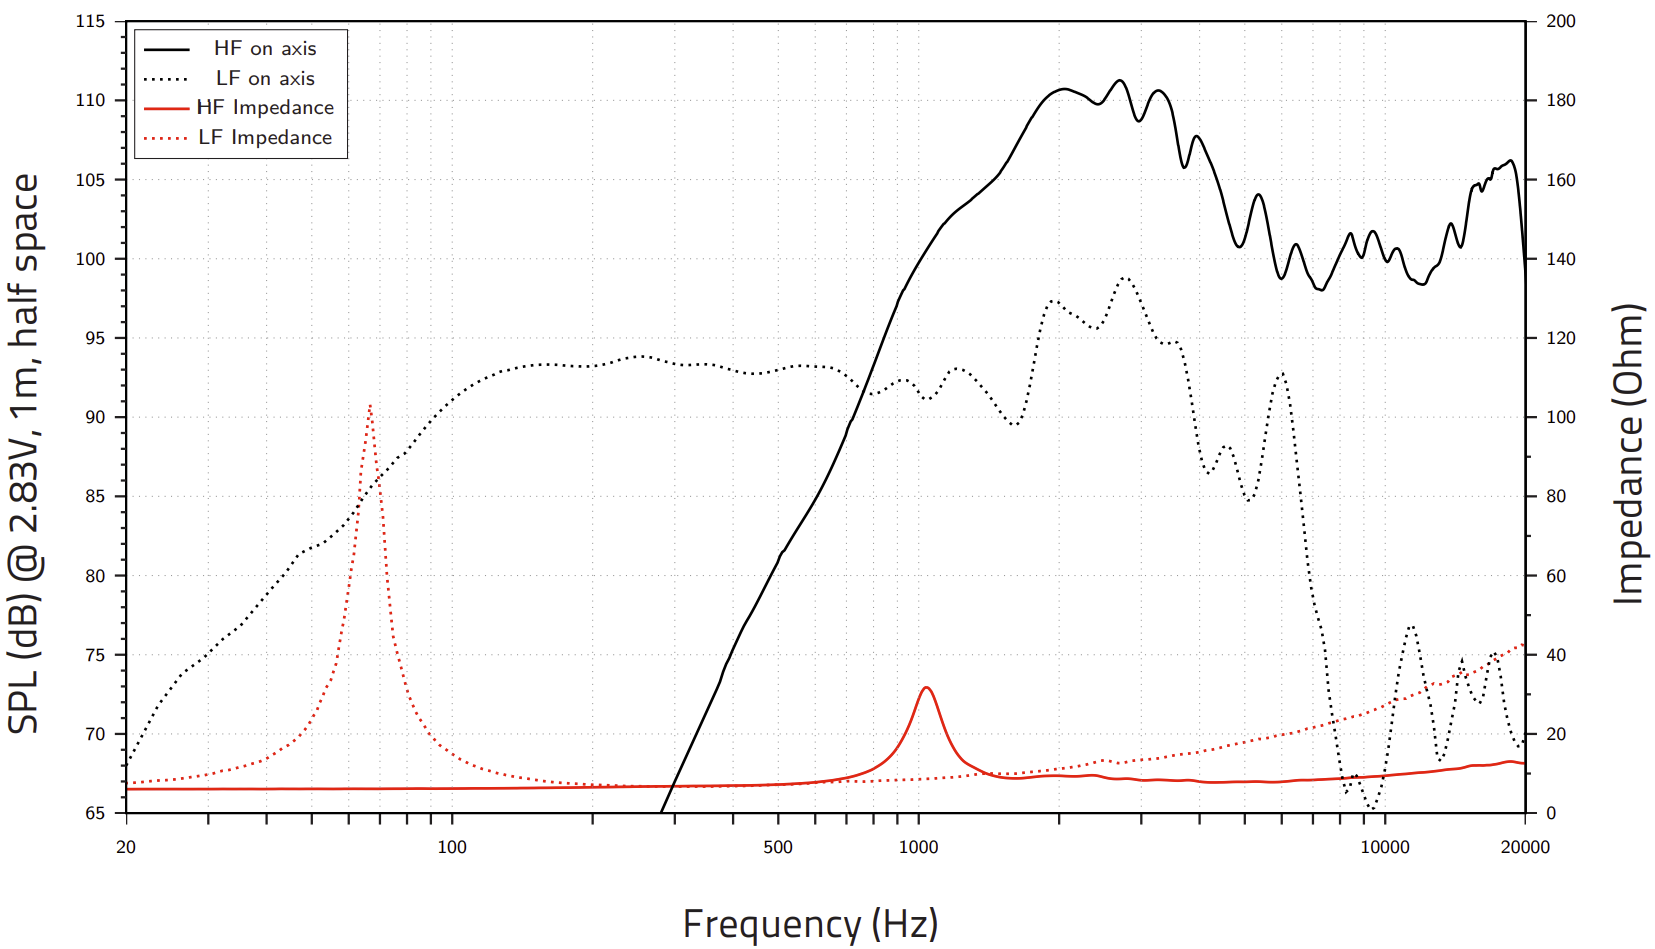 115
110
105
100
95
90
85
80
75
70
65
200
180
160
140
120
100
80
60
40
20
0
HF on axis
LF on axis
HF Impedance
LF Impedance
SPL (dB) @ 2.83V, 1m, half space
Impedance (Ohm)
20 100 500 1000 10000 20000
Frequency (Hz)